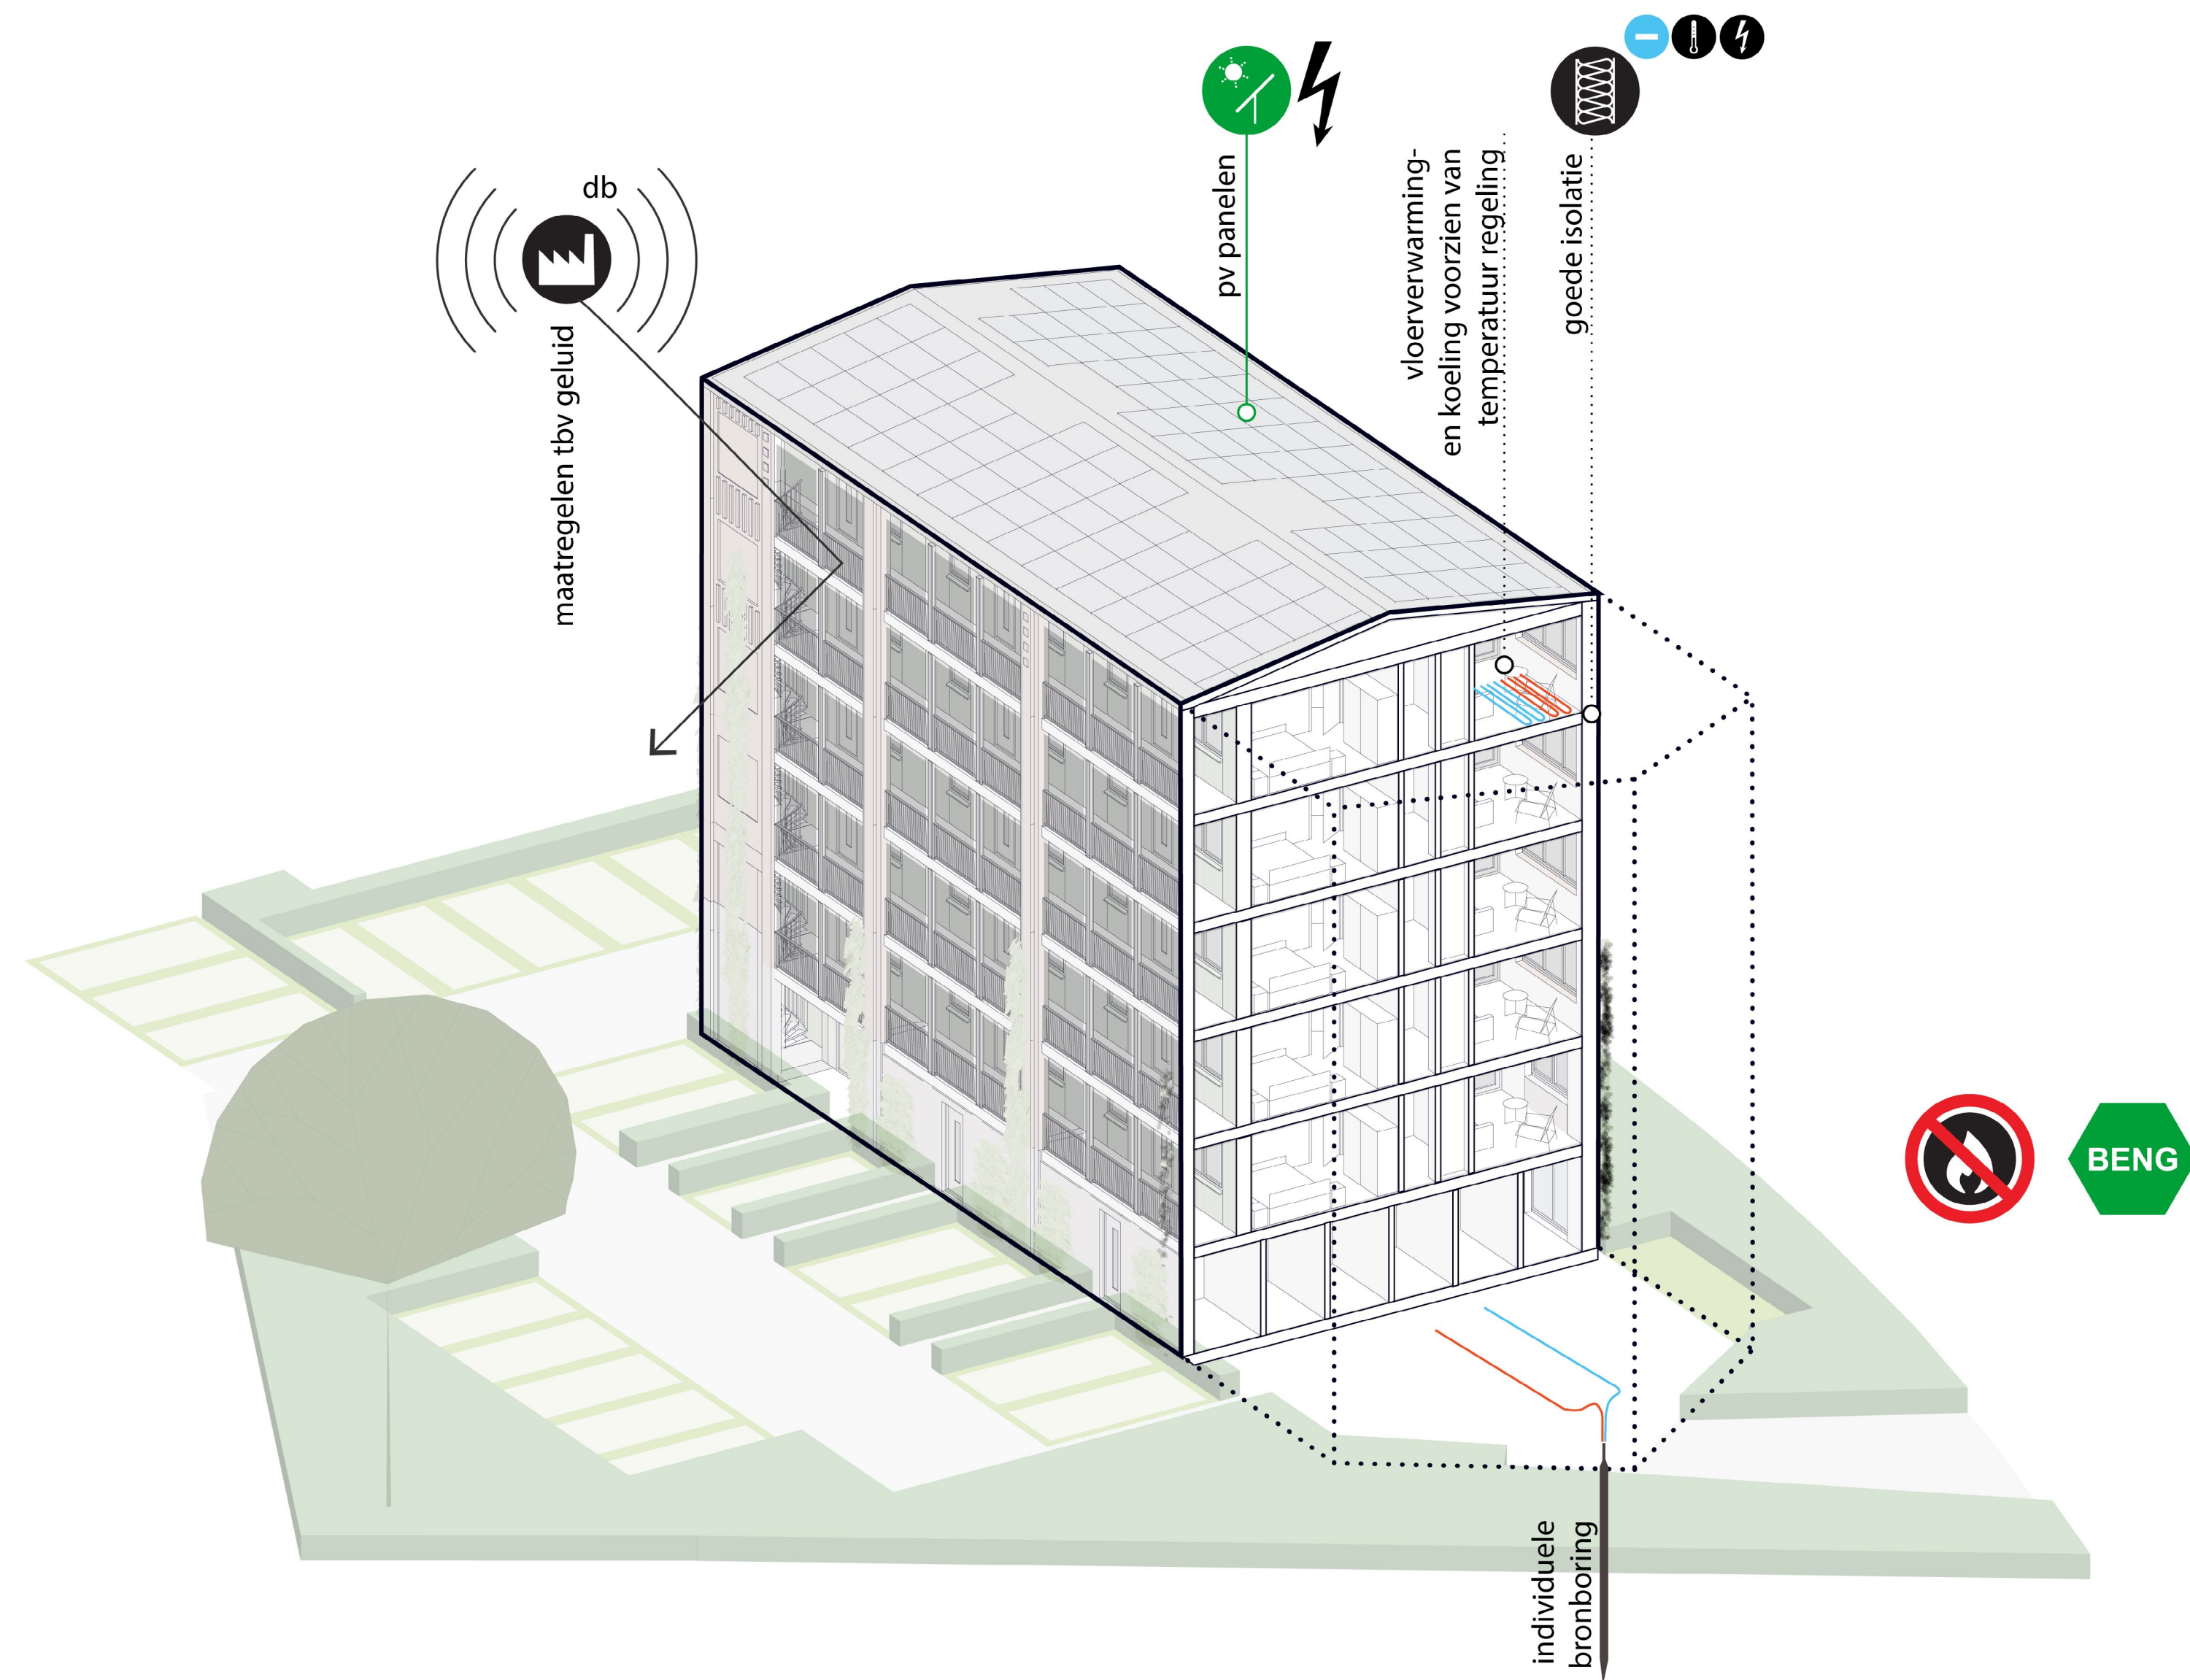 db
maatregelen tbv geluid
pv panelen
vloerverwarming-
en koeling voorzien van
temperatuur regeling
goede isolatie
BENG
individuele
bronboring